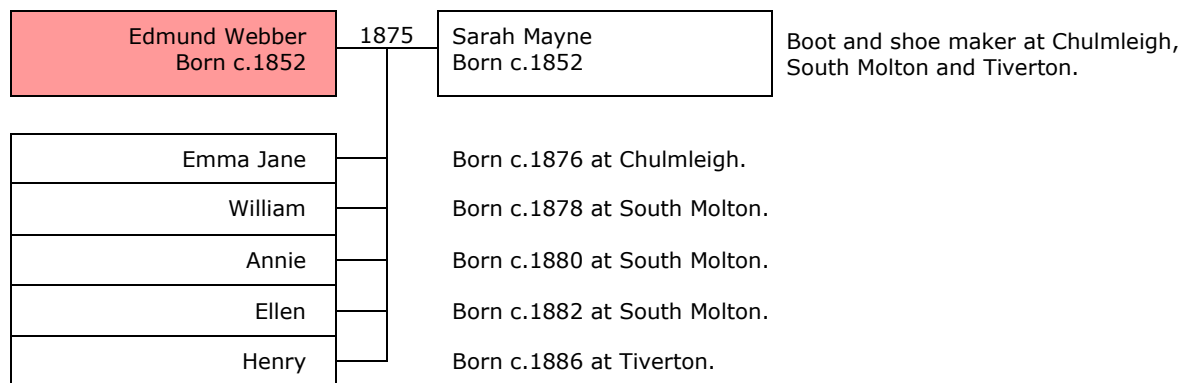 Edmund Webber
Born c.1852
1875
Sarah Mayne
Born c.1852
Boot and shoe maker at Chulmleigh,
South Molton and Tiverton.
Emma Jane
Born c.1876 at Chulmleigh.
William
Born c.1878 at South Molton.
Annie
Born c.1880 at South Molton.
Ellen
Born c.1882 at South Molton.
Henry
Born c.1886 at Tiverton.